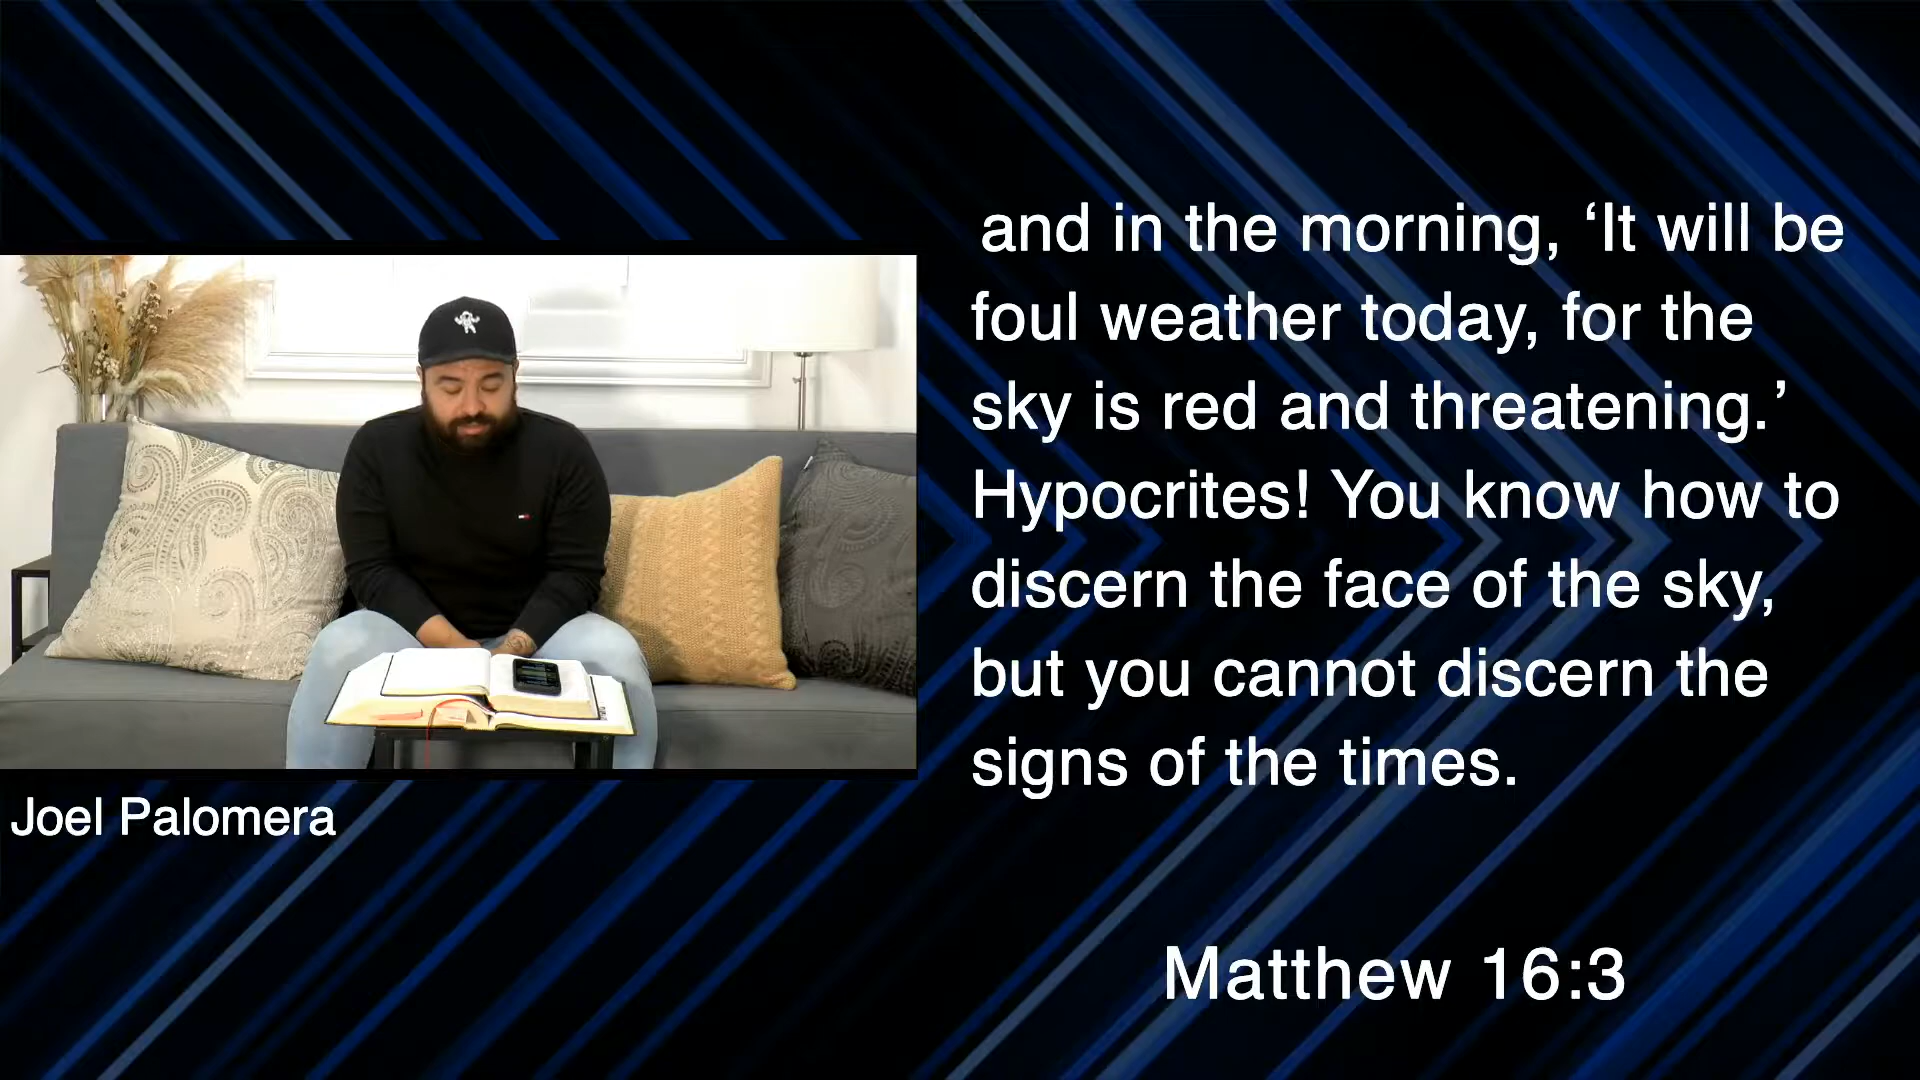 and in the morning, ‘It will be
foul weather today, for the
sky is red and threatening.’
Hypocrites! You know how to
discern the face of the sky,
but you cannot discern the
signs of the times.
Matthew 16:3
Joel Palomera